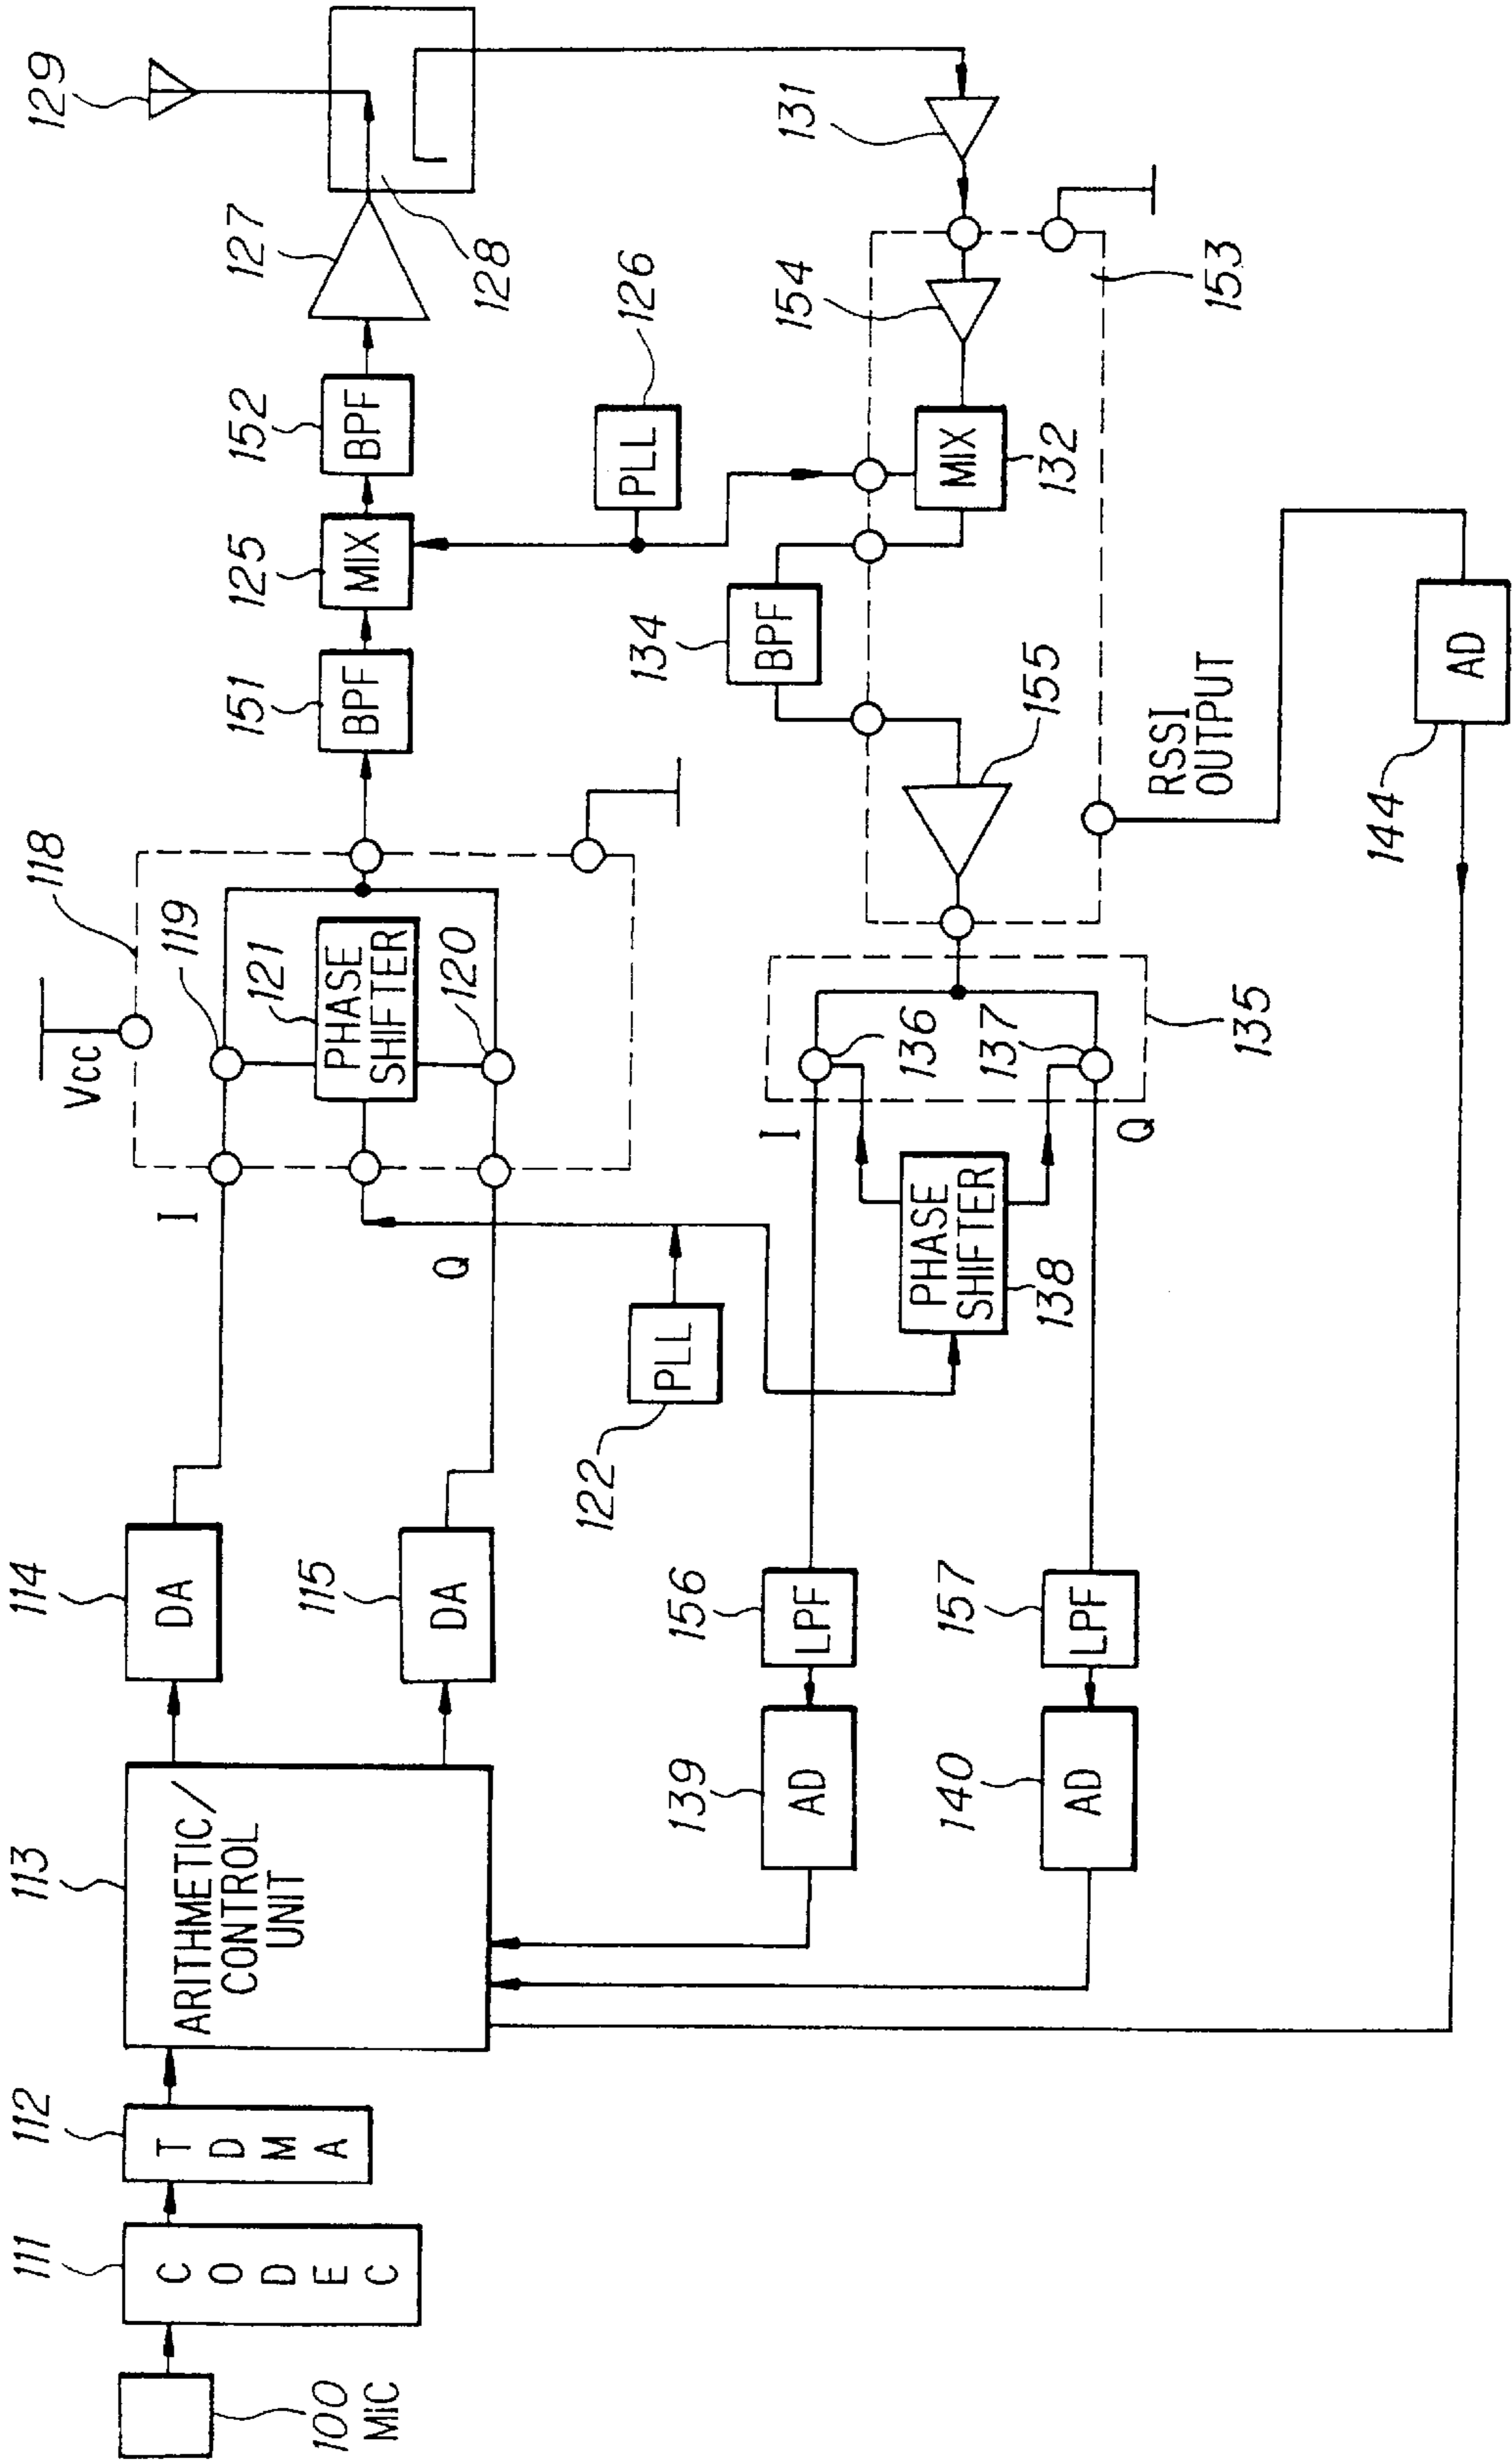 100
MiC
111
CODEC
112
TDMA
113
ARITHMETIC/
CONTROL
UNIT
114
DA
115
DA
I
Q
Vcc
118
119
121
PHASE
SHIFTER
120
122
PLL
151
BPF
125
MIX
152
BPF
127
128
129
126
PLL
131
154
153
MIX
132
134
BPF
155
RSSI
OUTPUT
144
AD
135
136
137
I
Q
PHASE
SHIFTER
138
156
LPF
157
LPF
139
AD
140
AD